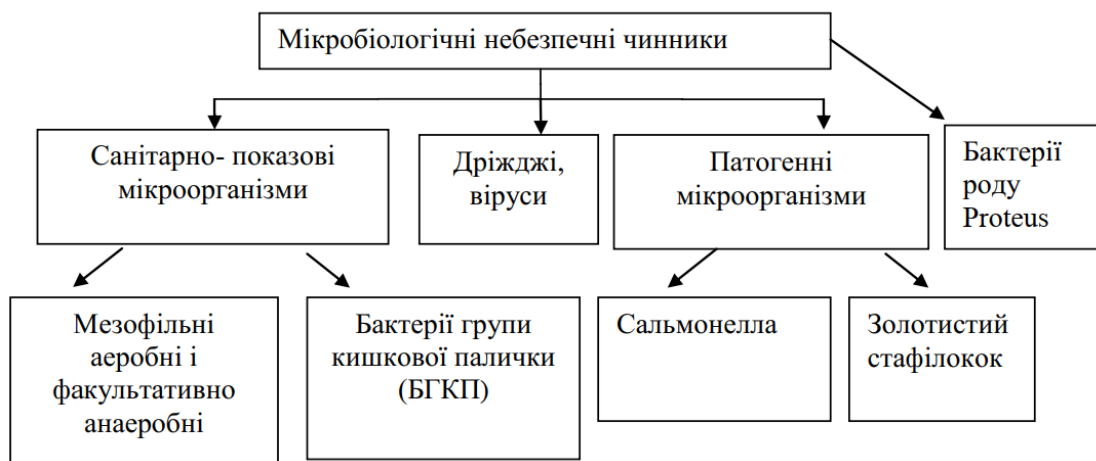 Мікробіологічні небезпечні чинники
Санітарно- показові
мікроорганізми
Дріжджі,
віруси
Патогенні
мікроорганізми
Бактерії
роду
Proteus
Мезофільні
аеробні і
факультативно
анаеробні
Бактерії групи
кишкової палички
(БГКП)
Сальмонелла
Золотистий
стафілокок